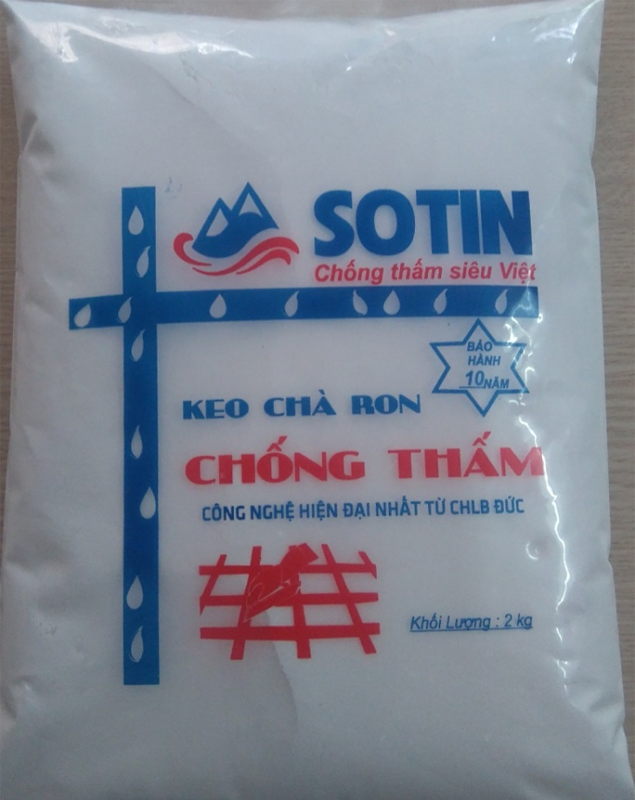 SOTIN
Chống thấm siêu Việt
BẢO
HÀNH
10 NĂM
KEO CHÀ RON
CHỐNG THẤM
CÔNG NGHỆ HIỆN ĐẠI NHẤT TỪ CHLB ĐỨC
Khối Lượng : 2 kg